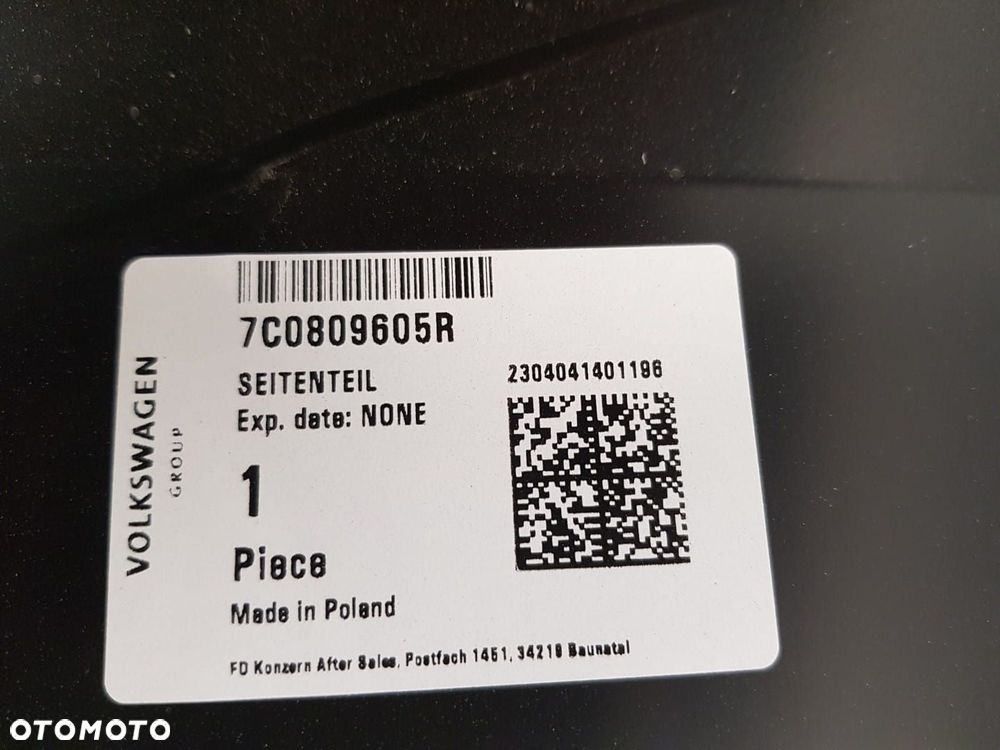 7C0809605R
SEITENTEIL
Exp. date: NONE
2304041401196
1
Piece
Made in Poland
FD Konzern After Sales, Postfach 1451, 34219 Baunatal
VOLKSWAGEN
GROUP
OTOMOTO